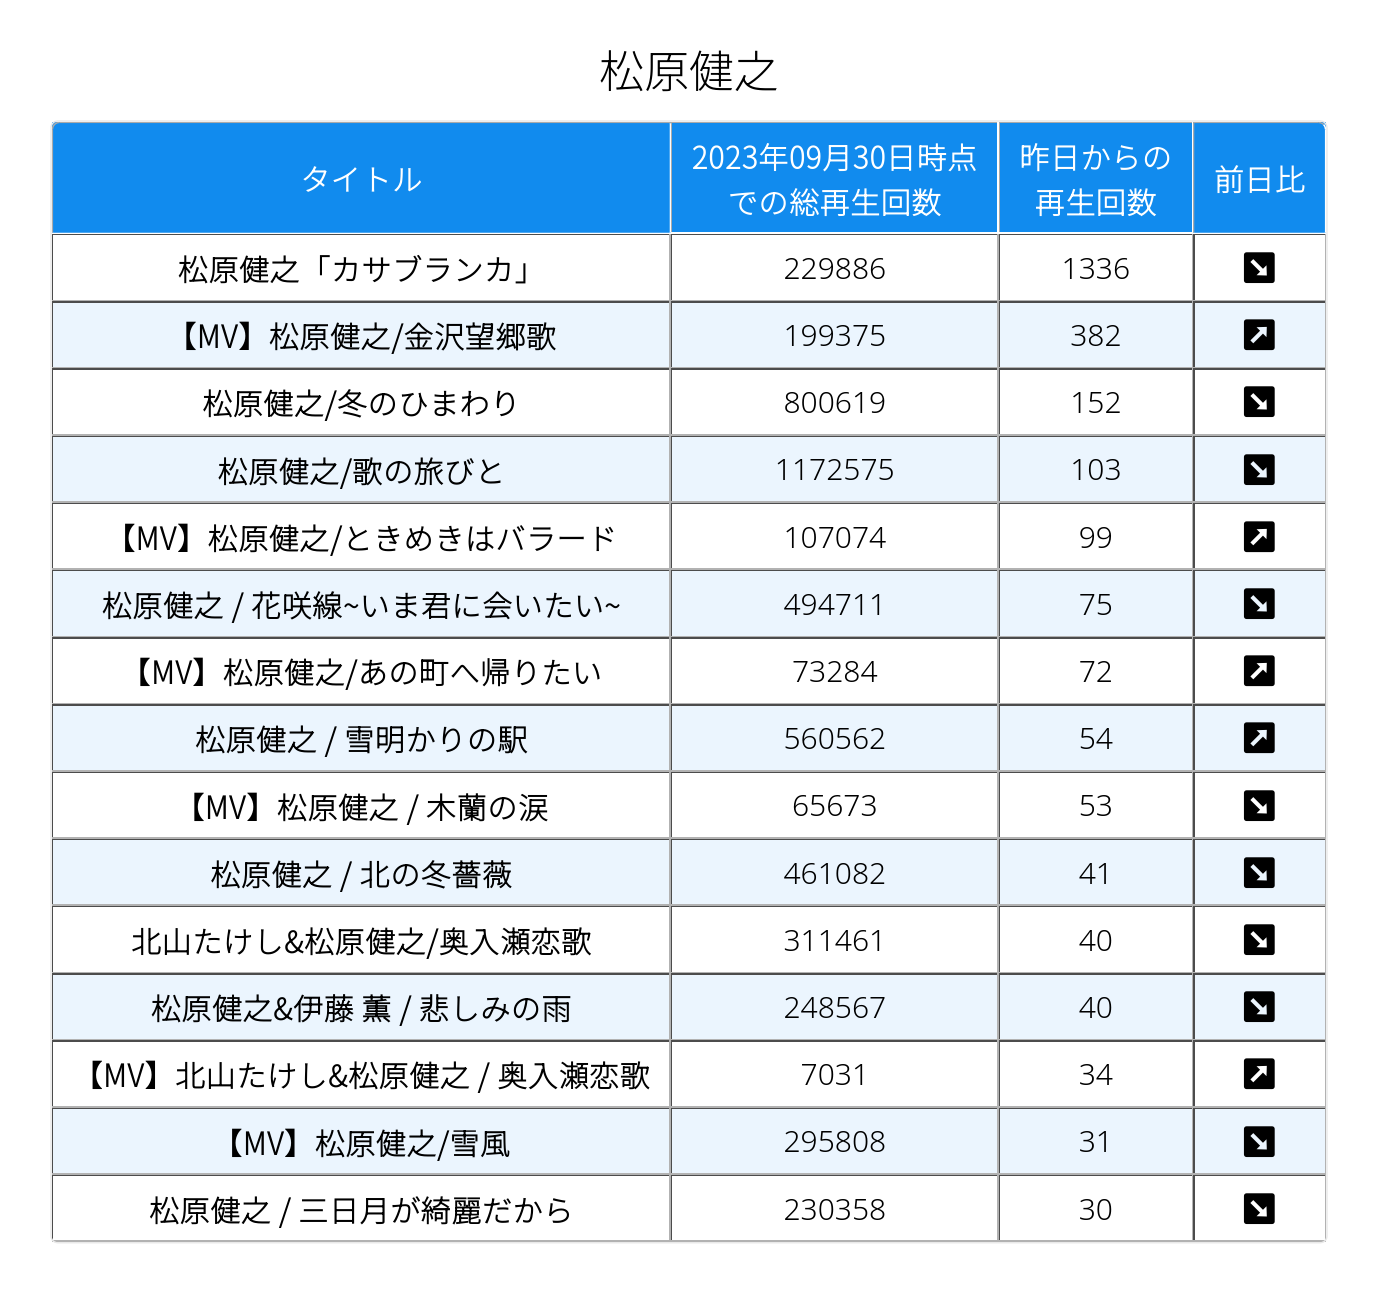 松原健之
タイトル
2023年09月30日時点
での総再生回数
昨日からの
再生回数
前日比
松原健之「カサブランカ」 229886 1336 ↘
【MV】松原健之/金沢望郷歌 199375 382 ↗
松原健之/冬のひまわり 800619 152 ↘
松原健之/歌の旅びと 1172575 103 ↘
【MV】松原健之/ときめきはバラード 107074 99 ↗
松原健之 / 花咲線~いま君に会いたい~ 494711 75 ↘
【MV】松原健之/あの町へ帰りたい 73284 72 ↗
松原健之 / 雪明かりの駅 560562 54 ↗
【MV】松原健之 / 木蘭の涙 65673 53 ↘
松原健之 / 北の冬薔薇 461082 41 ↘
北山たけし&松原健之/奥入瀬恋歌 311461 40 ↘
松原健之&伊藤 薫 / 悲しみの雨 248567 40 ↘
【MV】北山たけし&松原健之 / 奥入瀬恋歌 7031 34 ↗
【MV】松原健之/雪風 295808 31 ↘
松原健之 / 三日月が綺麗だから 230358 30 ↘